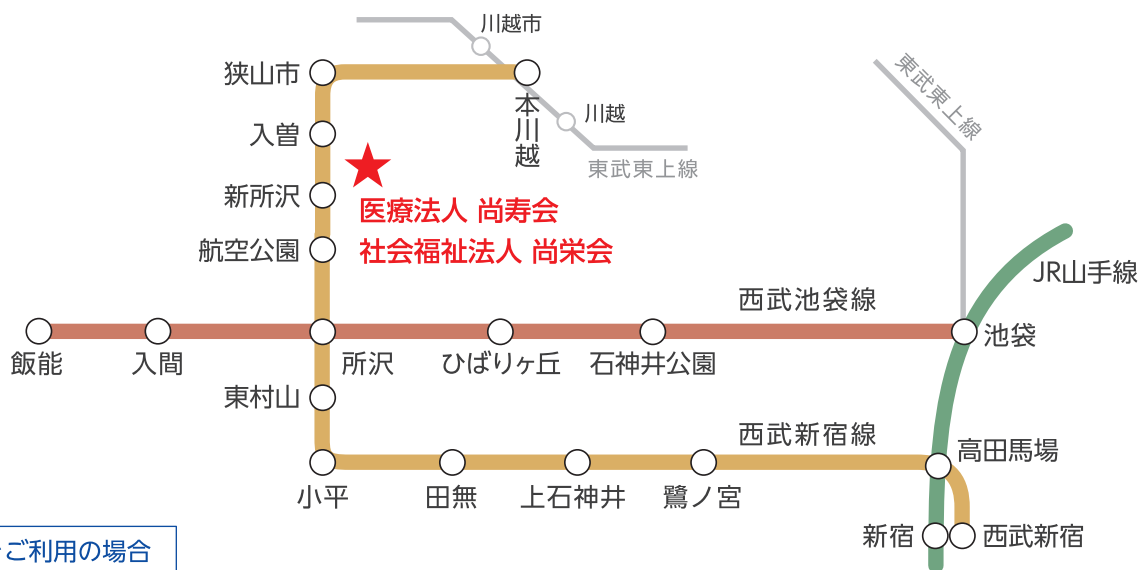 川越市
狭山市
本川越
川越
東武東上線
東武東上線
入曽
新所沢
医療法人 尚寿会
航空公園
社会福祉法人 尚栄会
JR山手線
西武池袋線
飯能
入間
所沢
ひばりヶ丘
石神井公園
池袋
東村山
西武新宿線
高田馬場
小平
田無
上石神井
鷺ノ宮
新宿
西武新宿
ご利用の場合